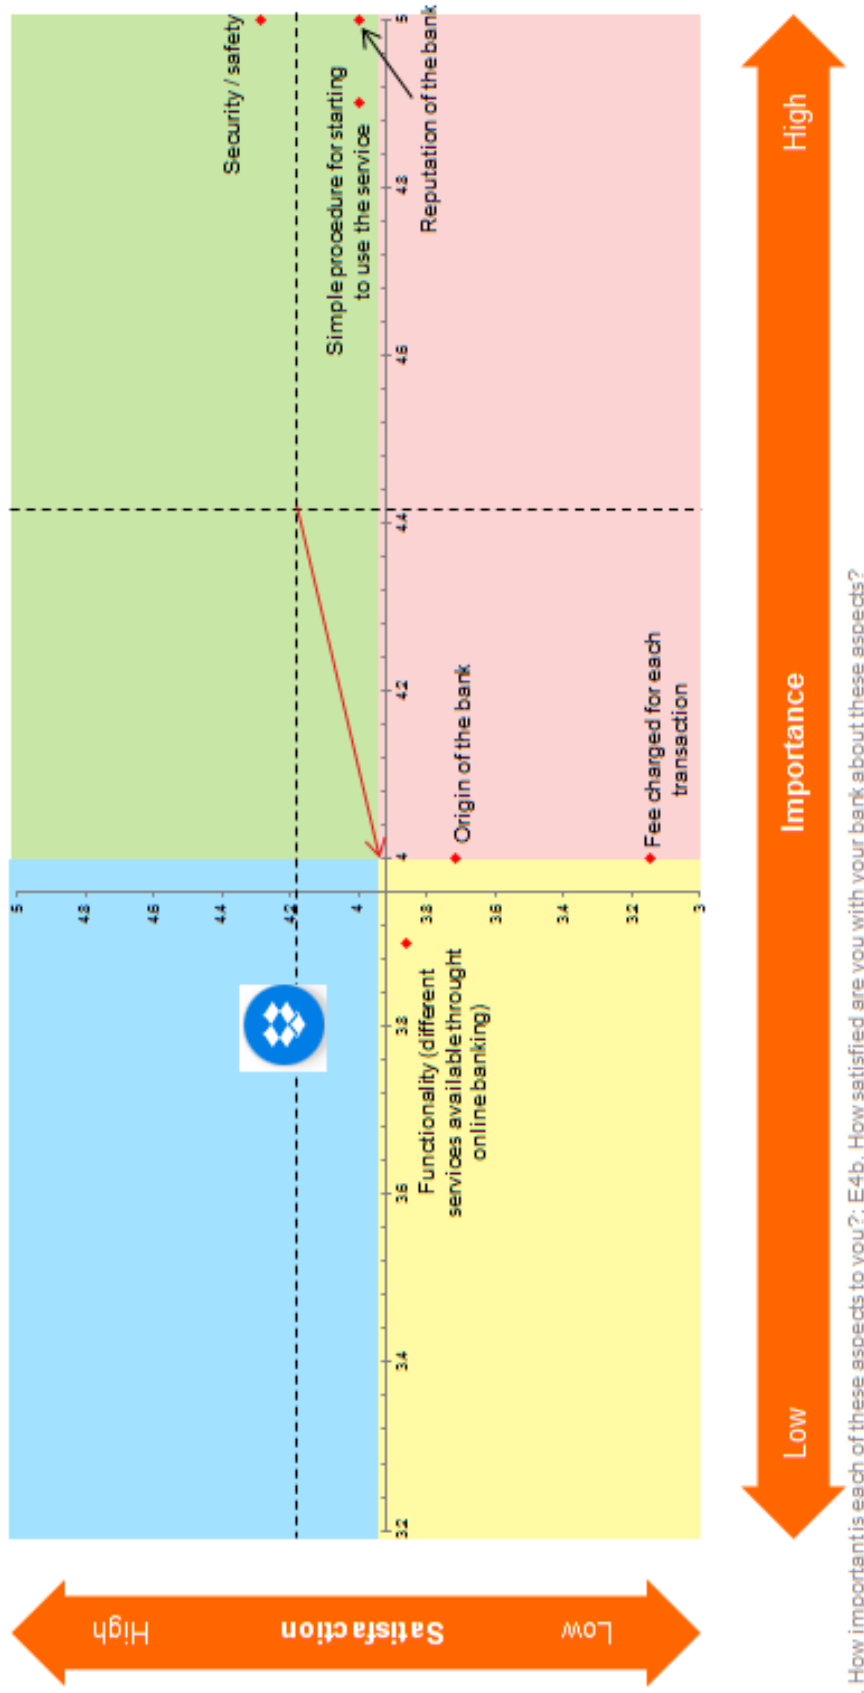 High
Satisfaction
Low
5
4.8
4.6
4.4
4.2
4
3.8
3.6
3.4
3.2
3
Security / safety
Simple procedure for starting
to use the service
Reputation of the bank
3.2
3.4
3.6
3.8
4
4.2
4.4
4.6
4.8
5
Functionality (different
services available throught
online banking)
Origin of the bank
Fee charged for each
transaction
Low
Importance
High
. How important is each of these aspects to you?; E4b. How satisfied are you with your bank about these aspects?